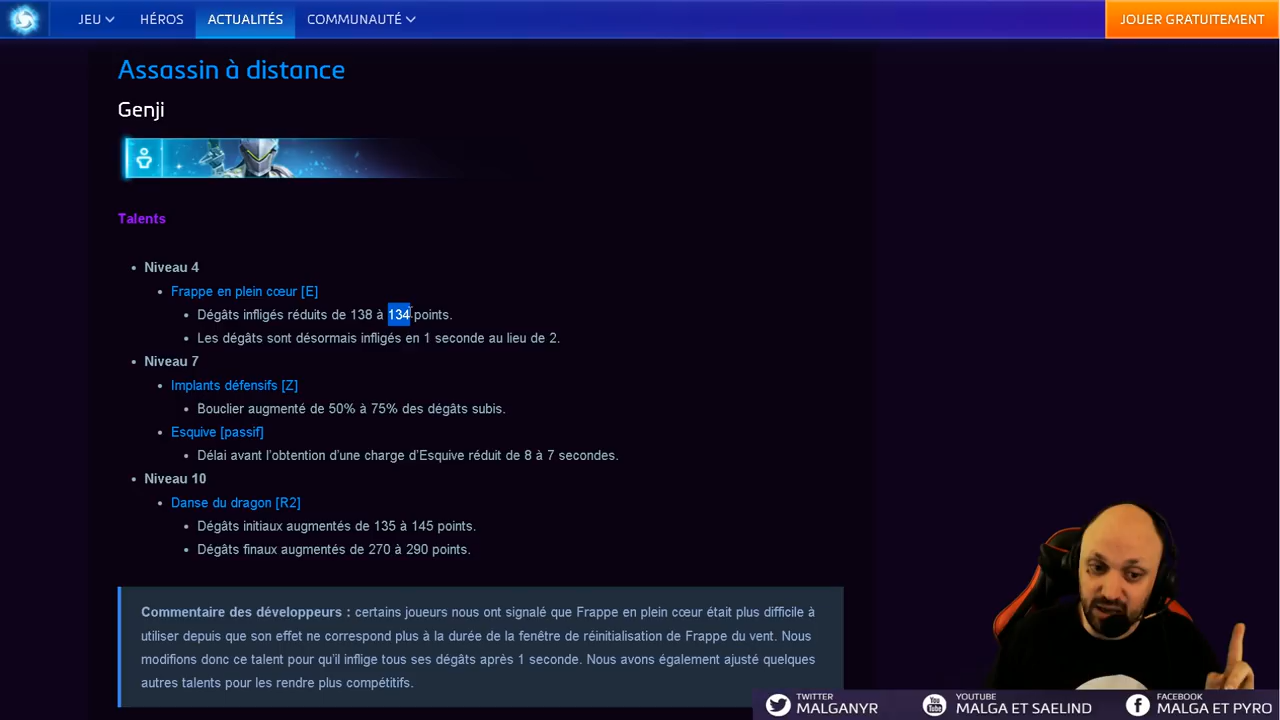 JEU HÉROS ACTUALITÉS COMMUNAUTÉ JOUER GRATUITEMENT
Assassin à distance
Genji
Talents
Niveau 4
Frappe en plein cœur [E]
Dégâts infligés réduits de 138 à 134 points.
Les dégâts sont désormais infligés en 1 seconde au lieu de 2.
Niveau 7
Implants défensifs [Z]
Bouclier augmenté de 50% à 75% des dégâts subis.
Esquive [passif]
Délai avant l'obtention d'une charge d'Esquive réduit de 8 à 7 secondes.
Niveau 10
Danse du dragon [R2]
Dégâts initiaux augmentés de 135 à 145 points.
Dégâts finaux augmentés de 270 à 290 points.
Commentaire des développeurs : certains joueurs nous ont signalé que Frappe en plein cœur était plus difficile à
utiliser depuis que son effet ne correspond plus à la durée de la fenêtre de réinitialisation de Frappe du vent. Nous
modifions donc ce talent pour qu'il inflige tous ses dégâts après 1 seconde. Nous avons également ajusté quelques
autres talents pour les rendre plus compétitifs.
TWITTER
MALGANYR
YOUTUBE
MALGA ET SAELIND
FACEBOOK
MALGA ET PYRO